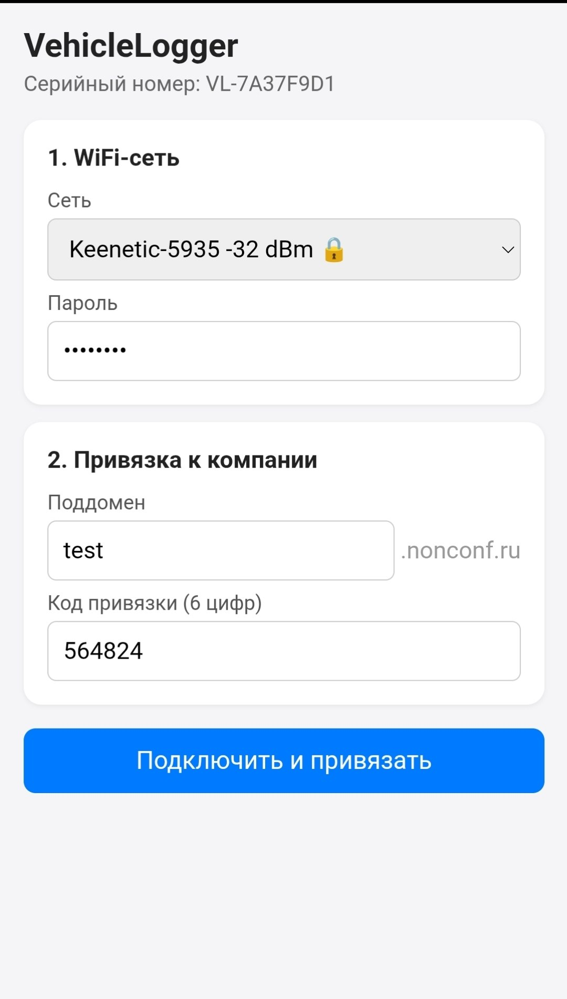 VehicleLogger
Серийный номер: VL-7A37F9D1
1. WiFi-сеть
Сеть
Keenetic-5935 -32 dBm 🔒
Пароль
••••••••
2. Привязка к компании
Поддомен
test .nonconf.ru
Код привязки (6 цифр)
564824
Подключить и привязать